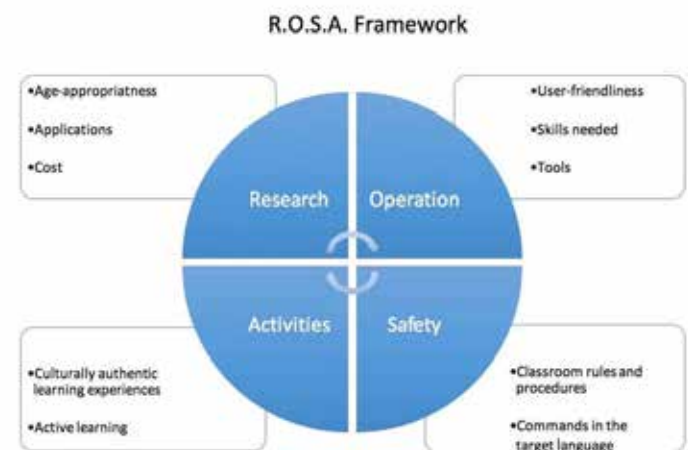 R.O.S.A. Framework
•Age-appropriatness
•Applications
•Cost
•User-friendliness
•Skills needed
•Tools
Research
Operation
Activities
Safety
•Culturally authentic
learning experiences
•Active learning
•Classroom rules and
procedures
•Commands in the
target language